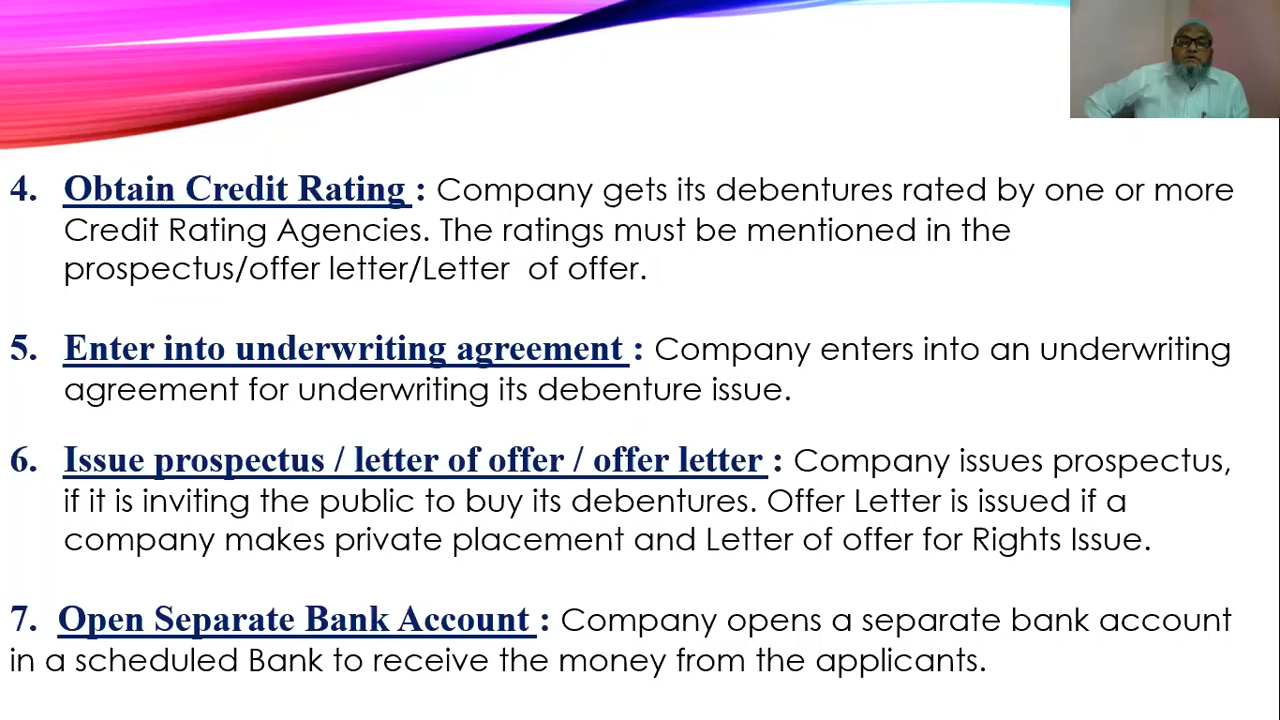 4. Obtain Credit Rating : Company gets its debentures rated by one or more
Credit Rating Agencies. The ratings must be mentioned in the
prospectus/offer letter/Letter of offer.
5. Enter into underwriting agreement : Company enters into an underwriting
agreement for underwriting its debenture issue.
6. Issue prospectus / letter of offer / offer letter : Company issues prospectus,
if it is inviting the public to buy its debentures. Offer Letter is issued if a
company makes private placement and Letter of offer for Rights Issue.
7. Open Separate Bank Account : Company opens a separate bank account
in a scheduled Bank to receive the money from the applicants.